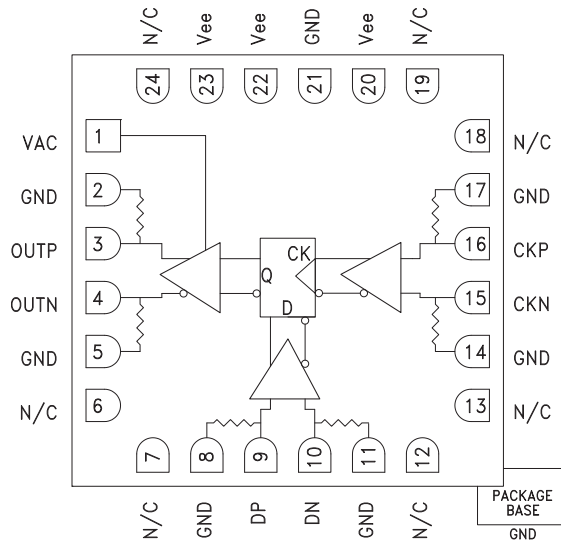 N/C Vee Vee GND Vee N/C
24 23 22 21 20 19
VAC 1 18 N/C
GND 2 17 GND
OUTP 3 16 CKP
OUTN 4 15 CKN
GND 5 14 GND
N/C 6 13 N/C
CK
Q
D
7 8 9 10 11 12
N/C GND DP DN GND N/C
PACKAGE
BASE
GND